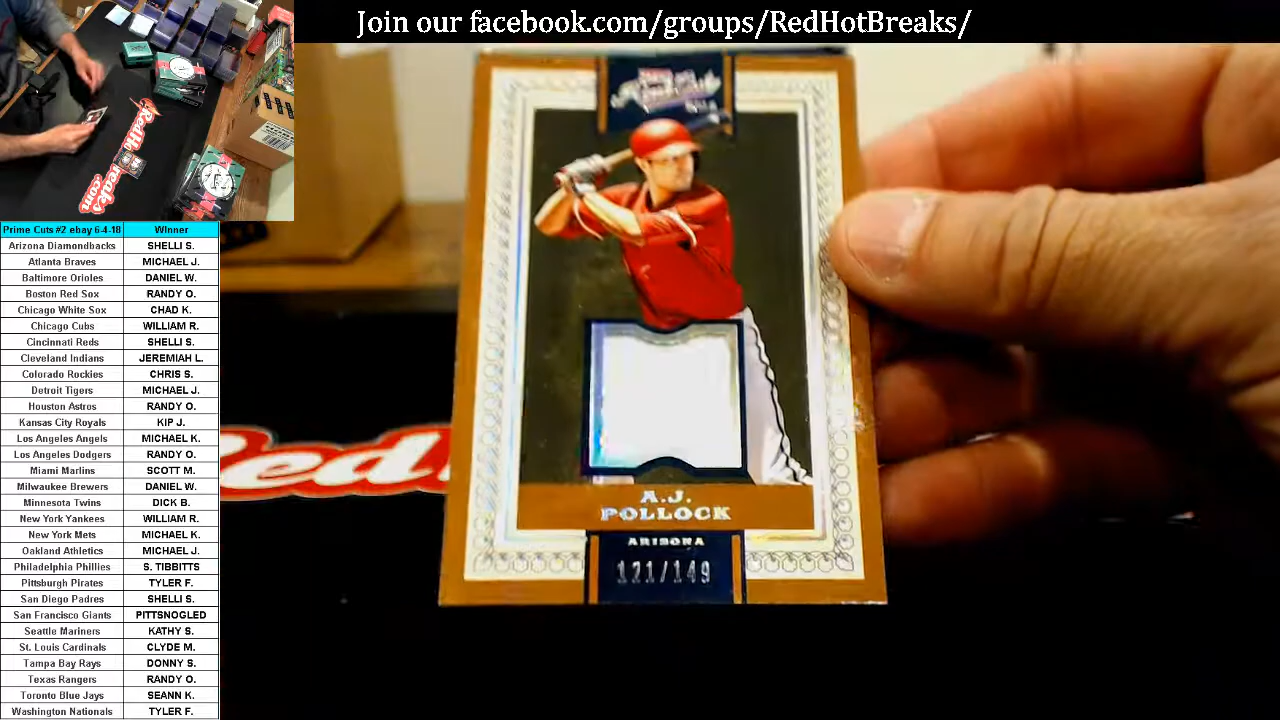 Join our facebook.com/groups/RedHotBreaks/
RedHo
reaks
.com
Prime Cuts #2 ebay 6-4-18 Winner
Arizona Diamondbacks SHELLI S.
Atlanta Braves MICHAEL J.
Baltimore Orioles DANIEL W.
Boston Red Sox RANDY O.
Chicago White Sox CHAD K.
Chicago Cubs WILLIAM R.
Cincinnati Reds SHELLI S.
Cleveland Indians JEREMIAH L.
Colorado Rockies CHRIS S.
Detroit Tigers MICHAEL J.
Houston Astros RANDY O.
Kansas City Royals KIP J.
Los Angeles Angels MICHAEL K.
Los Angeles Dodgers RANDY O.
Miami Marlins SCOTT M.
Milwaukee Brewers DANIEL W.
Minnesota Twins DICK B.
New York Yankees WILLIAM R.
New York Mets MICHAEL K.
Oakland Athletics MICHAEL J.
Philadelphia Phillies S. TIBBITTS
Pittsburgh Pirates TYLER F.
San Diego Padres SHELLI S.
San Francisco Giants PITTSNOGLED
Seattle Mariners KATHY S.
St. Louis Cardinals CLYDE M.
Tampa Bay Rays DONNY S.
Texas Rangers RANDY O.
Toronto Blue Jays SEANN K.
Washington Nationals TYLER F.
Red
A.J.
POLLOCK
ARIZONA
121/149